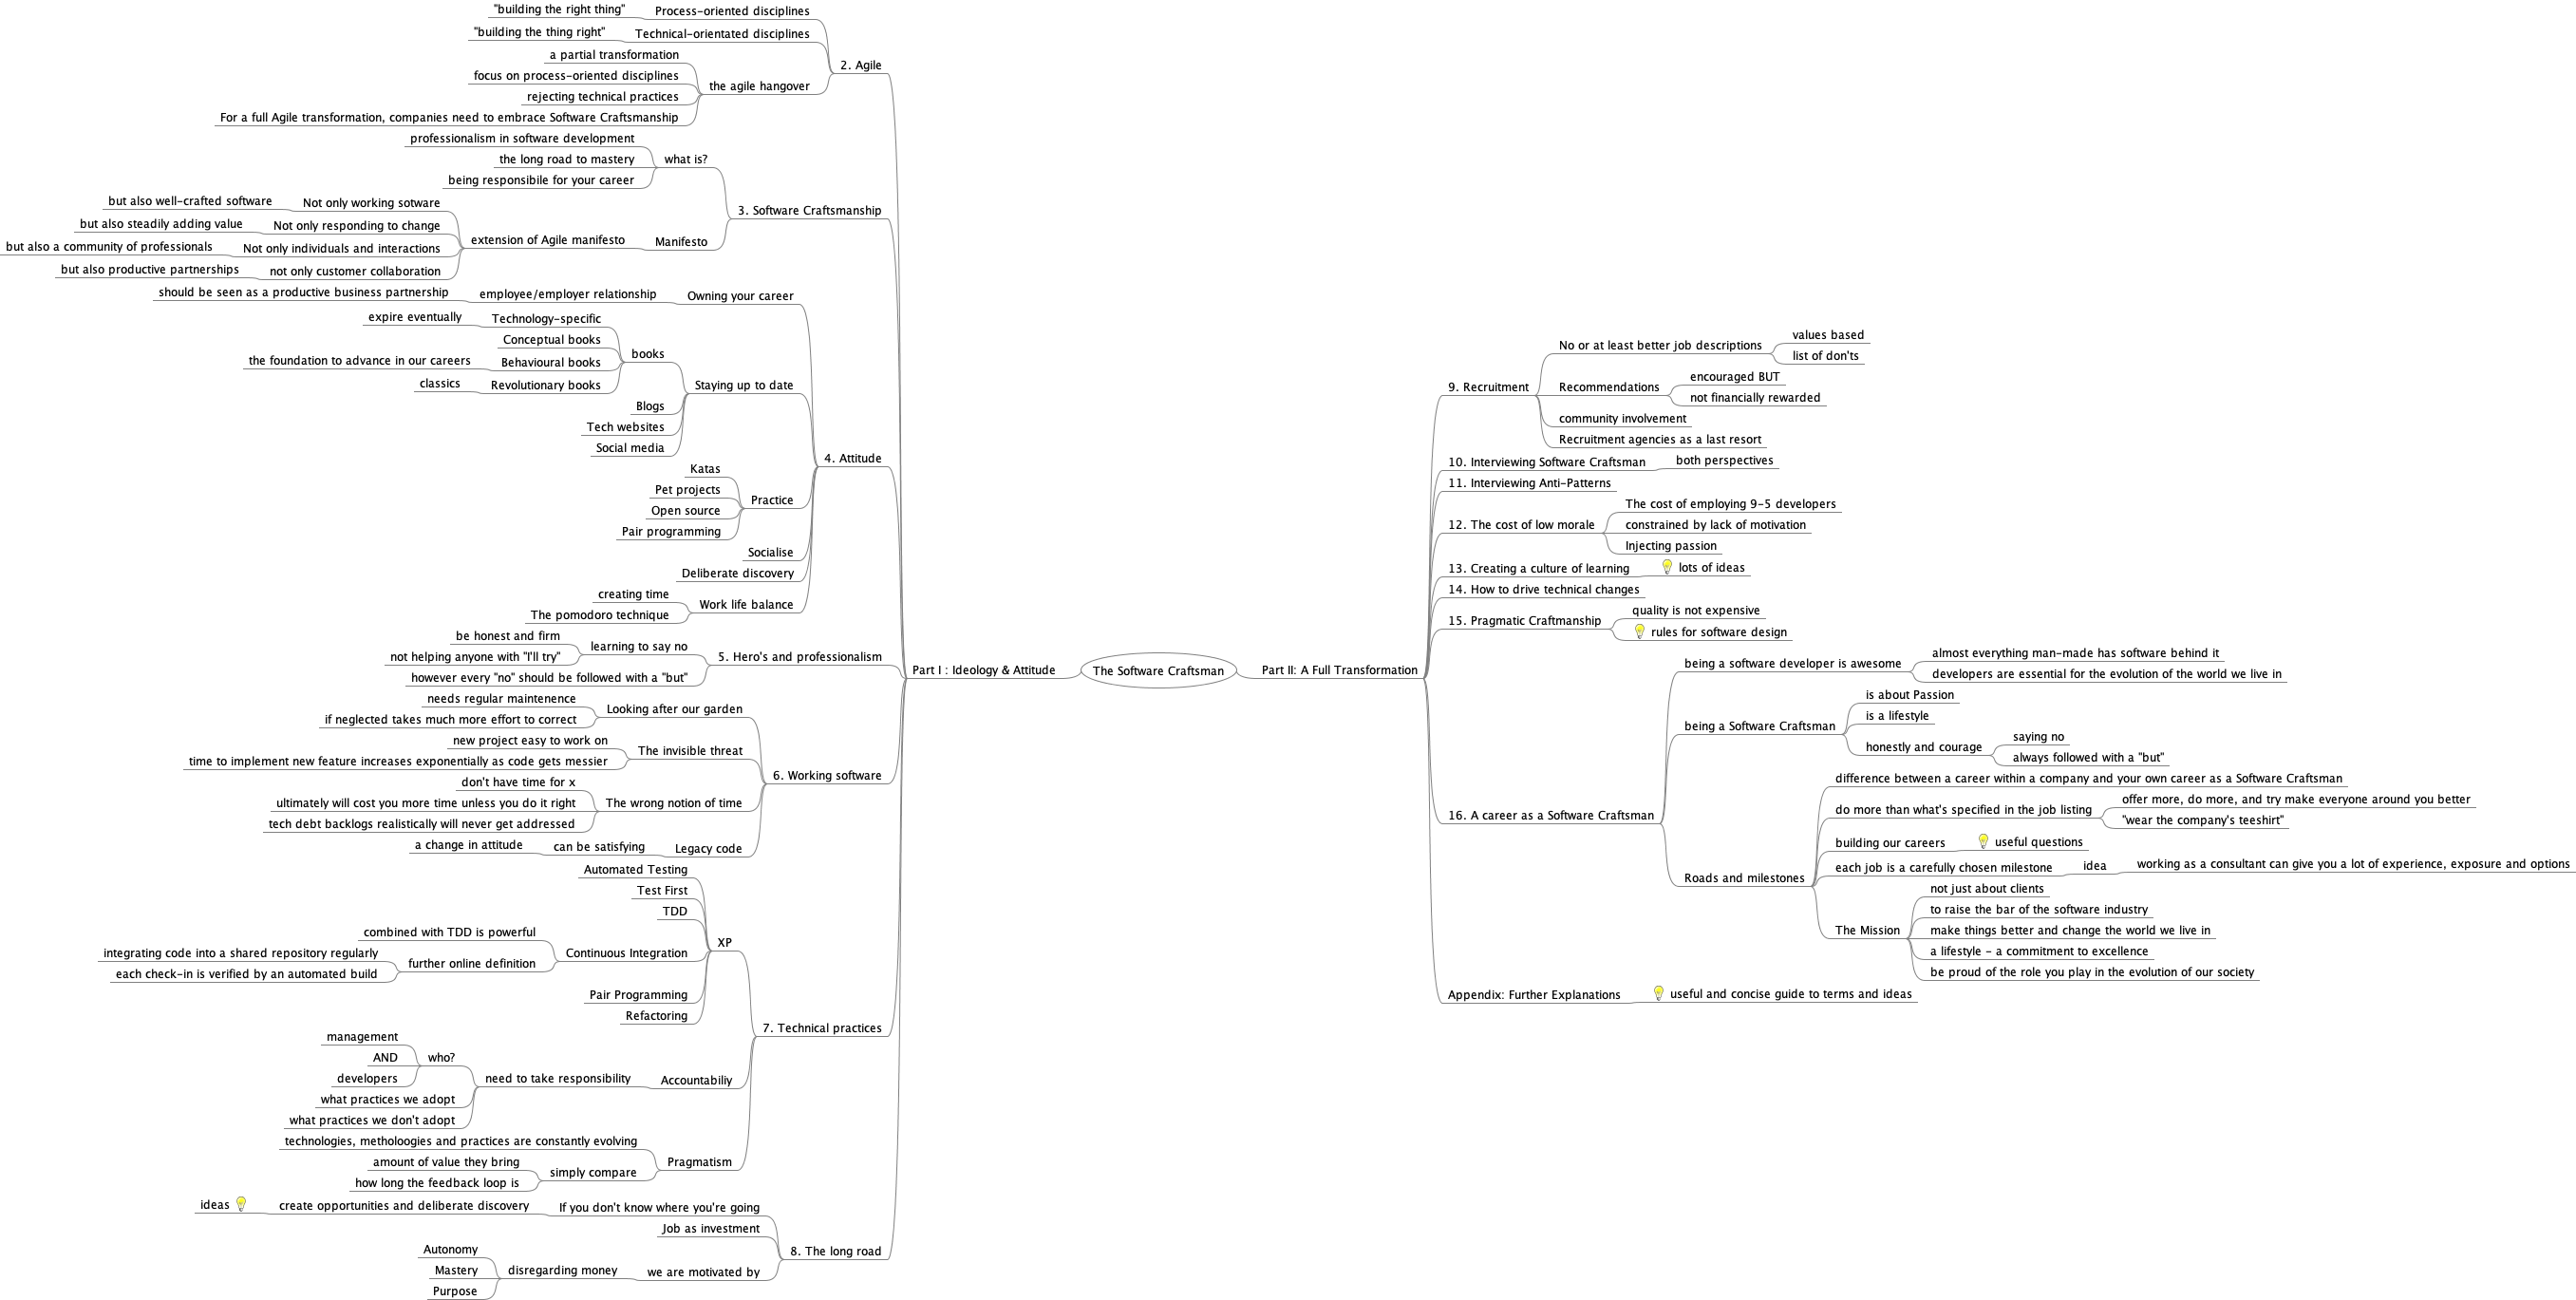 The Software Craftsman
Part I : Ideology & Attitude
2. Agile
Process-oriented disciplines
"building the right thing"
Technical-orientated disciplines
"building the thing right"
the agile hangover
a partial transformation
focus on process-oriented disciplines
rejecting technical practices
For a full Agile transformation, companies need to embrace Software Craftsmanship
3. Software Craftsmanship
what is?
professionalism in software development
the long road to mastery
being responsibile for your career
Manifesto
extension of Agile manifesto
Not only working sotware
but also well-crafted software
Not only responding to change
but also steadily adding value
Not only individuals and interactions
but also a community of professionals
not only customer collaboration
but also productive partnerships
4. Attitude
Owning your career
employee/employer relationship
should be seen as a productive business partnership
Staying up to date
books
Technology-specific
expire eventually
Conceptual books
Behavioural books
the foundation to advance in our careers
Revolutionary books
classics
Blogs
Tech websites
Social media
Practice
Katas
Pet projects
Open source
Pair programming
Socialise
Deliberate discovery
Work life balance
creating time
The pomodoro technique
5. Hero's and professionalism
learning to say no
be honest and firm
not helping anyone with "I'll try"
however every "no" should be followed with a "but"
6. Working software
Looking after our garden
needs regular maintenence
if neglected takes much more effort to correct
The invisible threat
new project easy to work on
time to implement new feature increases exponentially as code gets messier
The wrong notion of time
don't have time for x
ultimately will cost you more time unless you do it right
tech debt backlogs realistically will never get addressed
Legacy code
can be satisfying
a change in attitude
7. Technical practices
XP
Automated Testing
Test First
TDD
Continuous Integration
combined with TDD is powerful
further online definition
integrating code into a shared repository regularly
each check-in is verified by an automated build
Pair Programming
Refactoring
Accountabiliy
need to take responsibility
who?
management
AND
developers
what practices we adopt
what practices we don't adopt
Pragmatism
technologies, metholoogies and practices are constantly evolving
simply compare
amount of value they bring
how long the feedback loop is
8. The long road
If you don't know where you're going
create opportunities and deliberate discovery
ideas
Job as investment
we are motivated by
disregarding money
Autonomy
Mastery
Purpose
Part II: A Full Transformation
9. Recruitment
No or at least better job descriptions
values based
list of don'ts
Recommendations
encouraged BUT
not financially rewarded
community involvement
Recruitment agencies as a last resort
10. Interviewing Software Craftsman
both perspectives
11. Interviewing Anti-Patterns
12. The cost of low morale
The cost of employing 9-5 developers
constrained by lack of motivation
Injecting passion
13. Creating a culture of learning
lots of ideas
14. How to drive technical changes
15. Pragmatic Craftmanship
quality is not expensive
rules for software design
16. A career as a Software Craftsman
being a software developer is awesome
almost everything man-made has software behind it
developers are essential for the evolution of the world we live in
being a Software Craftsman
is about Passion
is a lifestyle
honestly and courage
saying no
always followed with a "but"
Roads and milestones
difference between a career within a company and your own career as a Software Craftsman
do more than what's specified in the job listing
offer more, do more, and try make everyone around you better
"wear the company's teeshirt"
building our careers
useful questions
each job is a carefully chosen milestone
idea
working as a consultant can give you a lot of experience, exposure and options
The Mission
not just about clients
to raise the bar of the software industry
make things better and change the world we live in
a lifestyle - a commitment to excellence
be proud of the role you play in the evolution of our society
Appendix: Further Explanations
useful and concise guide to terms and ideas